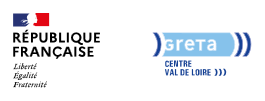 RÉPUBLIQUE
FRANÇAISE
Liberté
Égalité
Fraternité
GRETA
CENTRE
VAL DE LOIRE )))